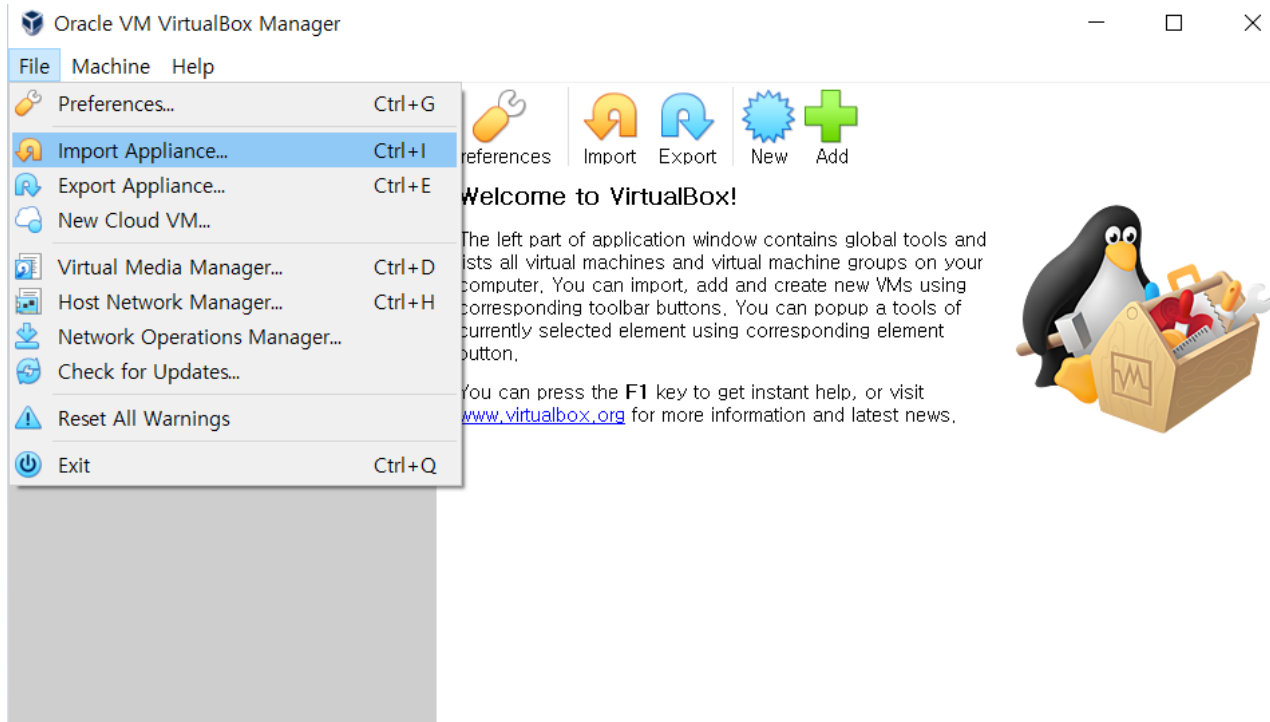 Oracle VM VirtualBox Manager
File Machine Help
Preferences... Ctrl+G
Import Appliance... Ctrl+I
Export Appliance... Ctrl+E
New Cloud VM...
Virtual Media Manager... Ctrl+D
Host Network Manager... Ctrl+H
Network Operations Manager...
Check for Updates...
Reset All Warnings
Exit Ctrl+Q
references Import Export New Add
Welcome to VirtualBox!
The left part of application window contains global tools and
ists all virtual machines and virtual machine groups on your
computer. You can import, add and create new VMs using
corresponding toolbar buttons. You can popup a tools of
currently selected element using corresponding element
button.
You can press the F1 key to get instant help, or visit
www.virtualbox.org for more information and latest news.